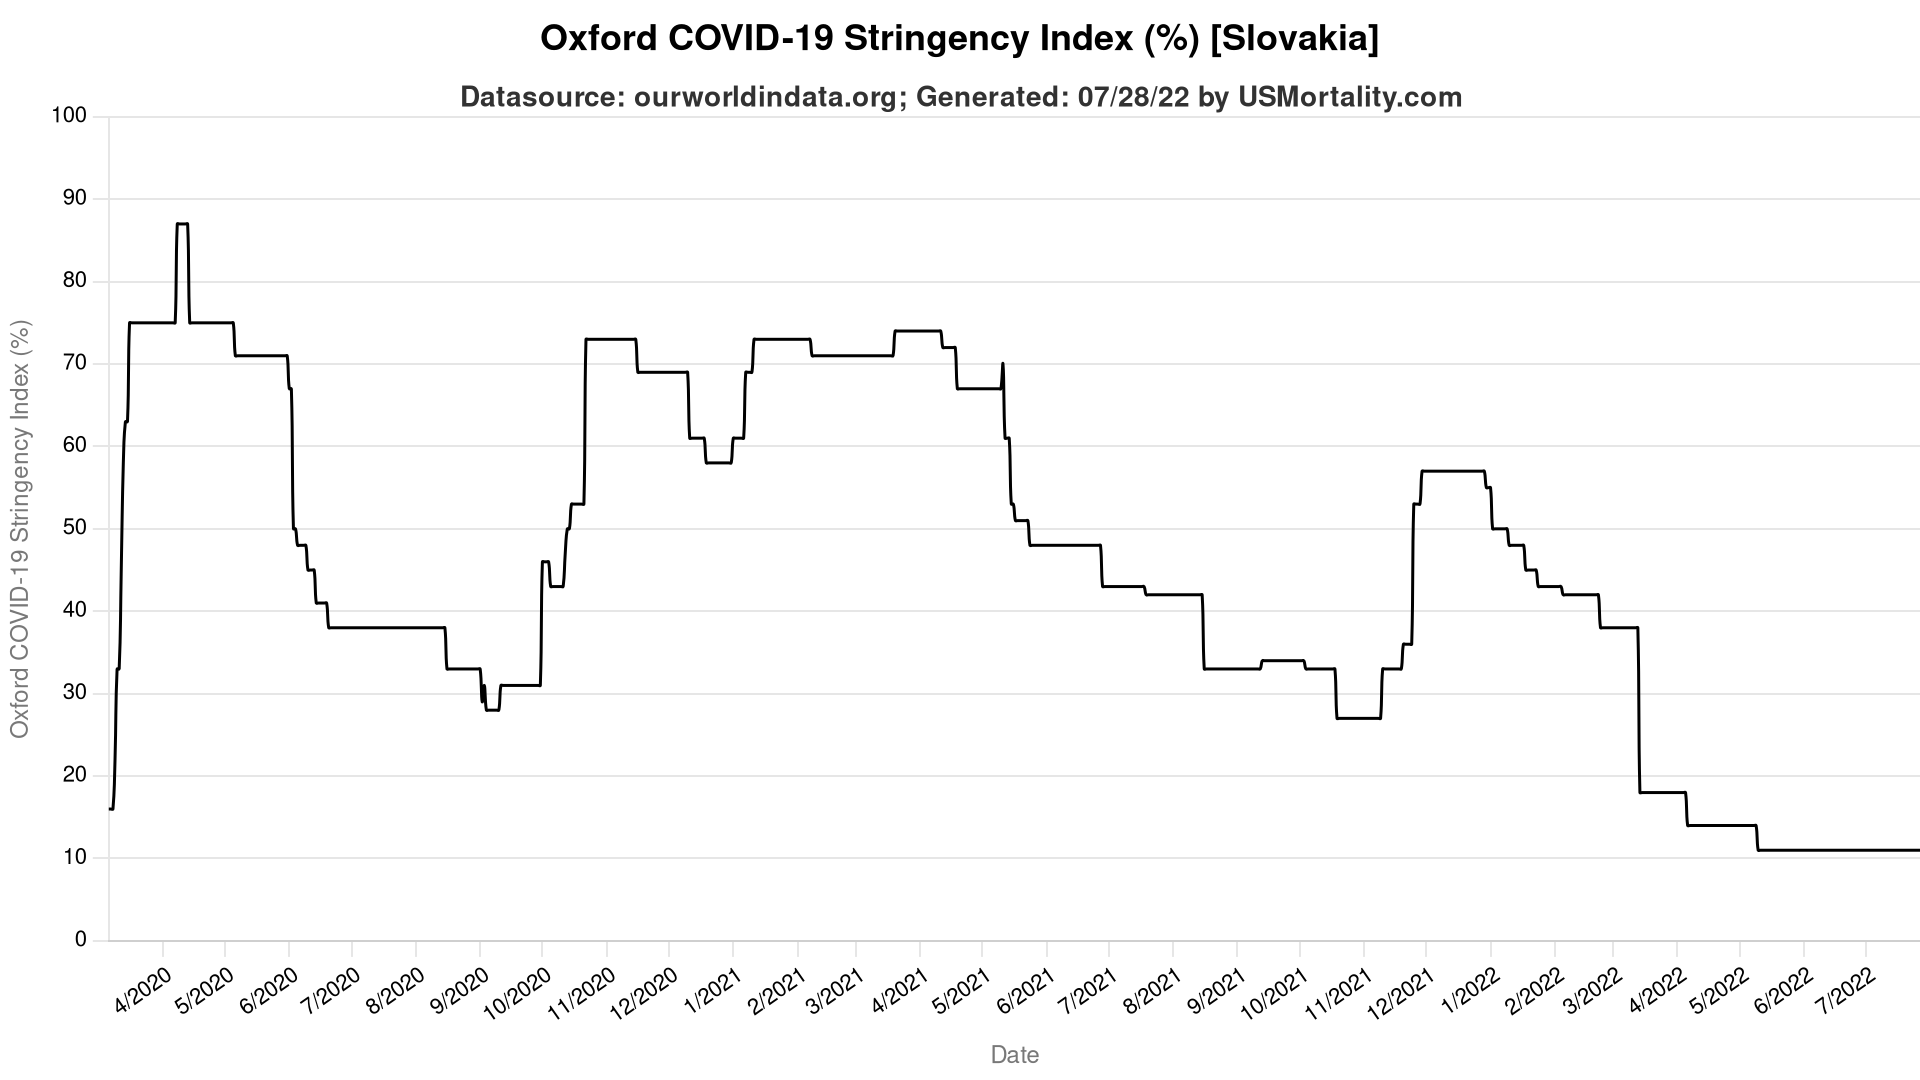 Oxford COVID-19 Stringency Index (%) [Slovakia]
Datasource: ourworldindata.org; Generated: 07/28/22 by USMortality.com
Oxford COVID-19 Stringency Index (%)
100
90
80
70
60
50
40
30
20
10
0
4/2020 5/2020 6/2020 7/2020 8/2020 9/2020 10/2020 11/2020 12/2020 1/2021 2/2021 3/2021 4/2021 5/2021 6/2021 7/2021 8/2021 9/2021 10/2021 11/2021 12/2021 1/2022 2/2022 3/2022 4/2022 5/2022 6/2022 7/2022
Date